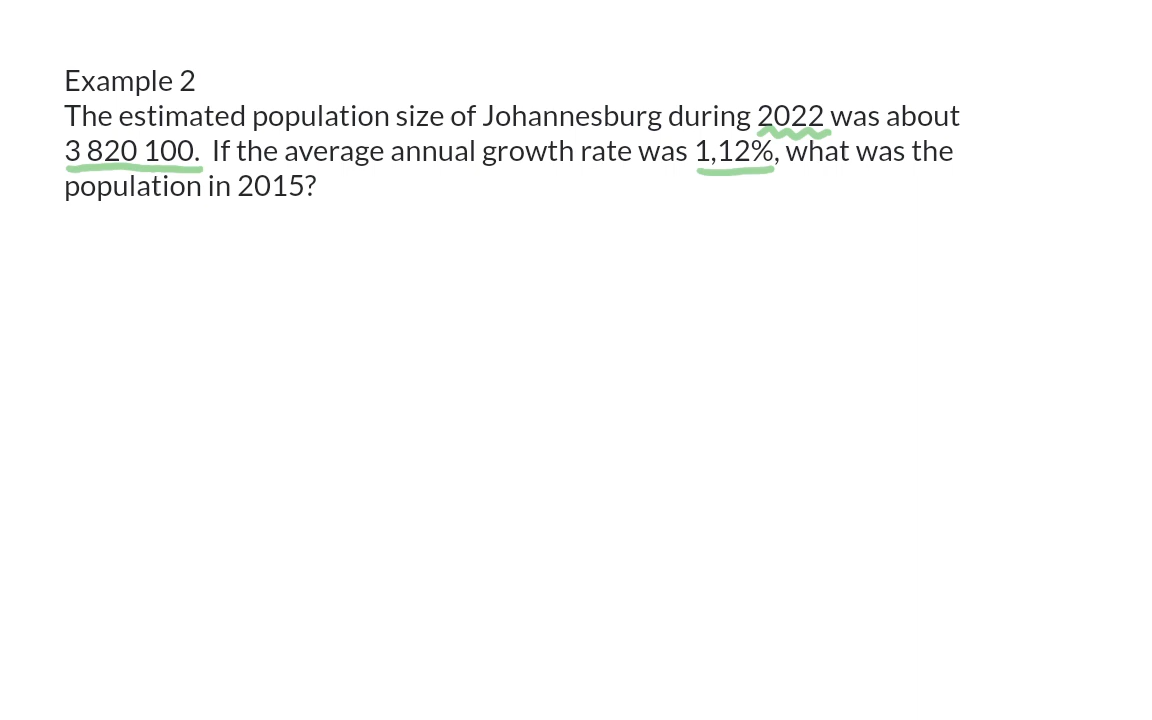 Example 2
The estimated population size of Johannesburg during 2022 was about
3 820 100.  If the average annual growth rate was 1,12%, what was the
population in 2015?